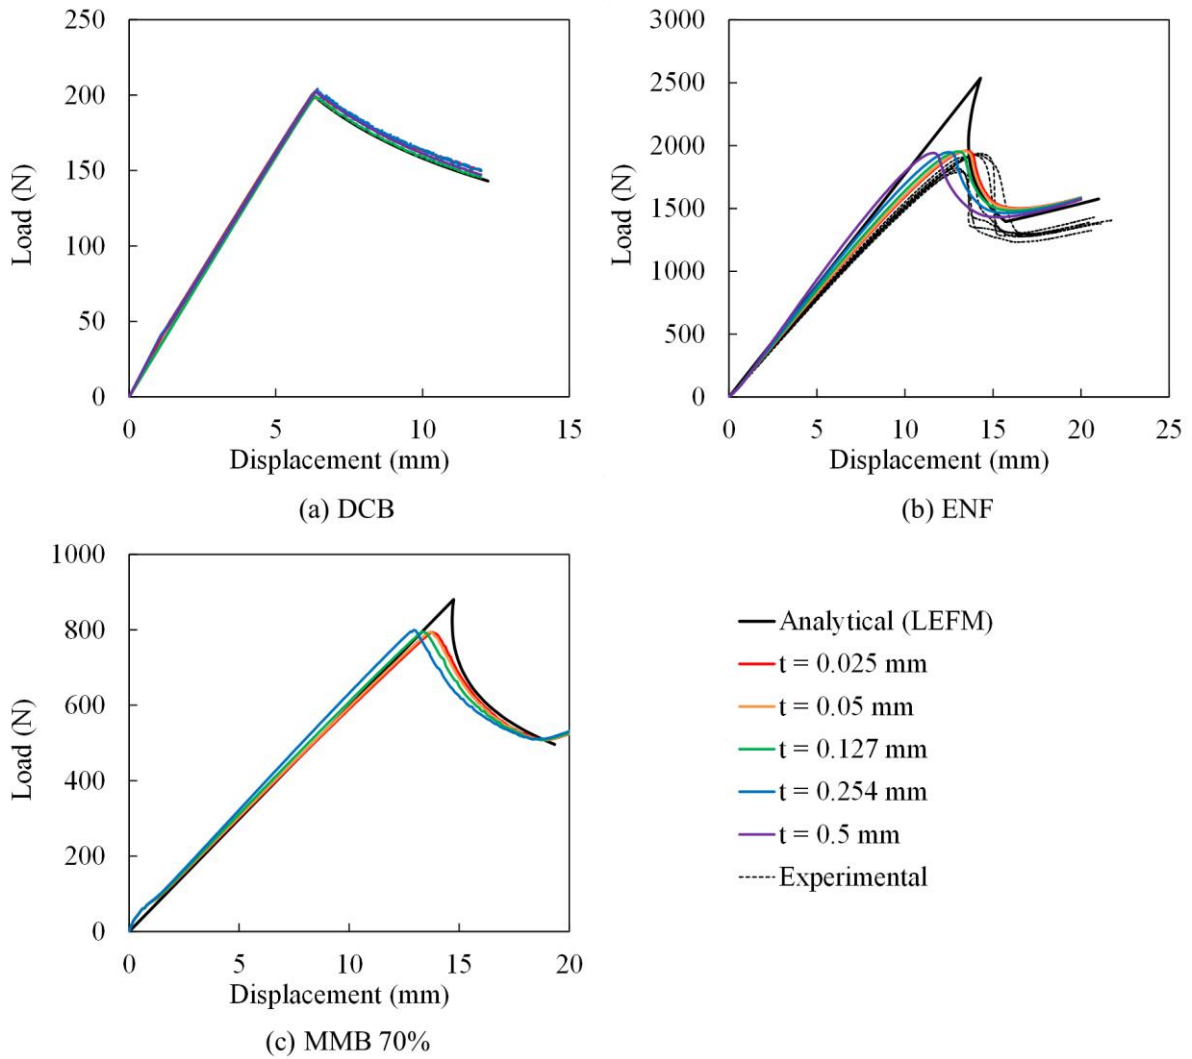 250
200
150
100
50
0
0 5 10 15
Load (N)
Displacement (mm)
(a) DCB
3000
2500
2000
1500
1000
500
0
0 5 10 15 20 25
Load (N)
Displacement (mm)
(b) ENF
1000
800
600
400
200
0
0 5 10 15 20
Load (N)
Displacement (mm)
(c) MMB 70%
Analytical (LEFM)
t = 0.025 mm
t = 0.05 mm
t = 0.127 mm
t = 0.254 mm
t = 0.5 mm
Experimental